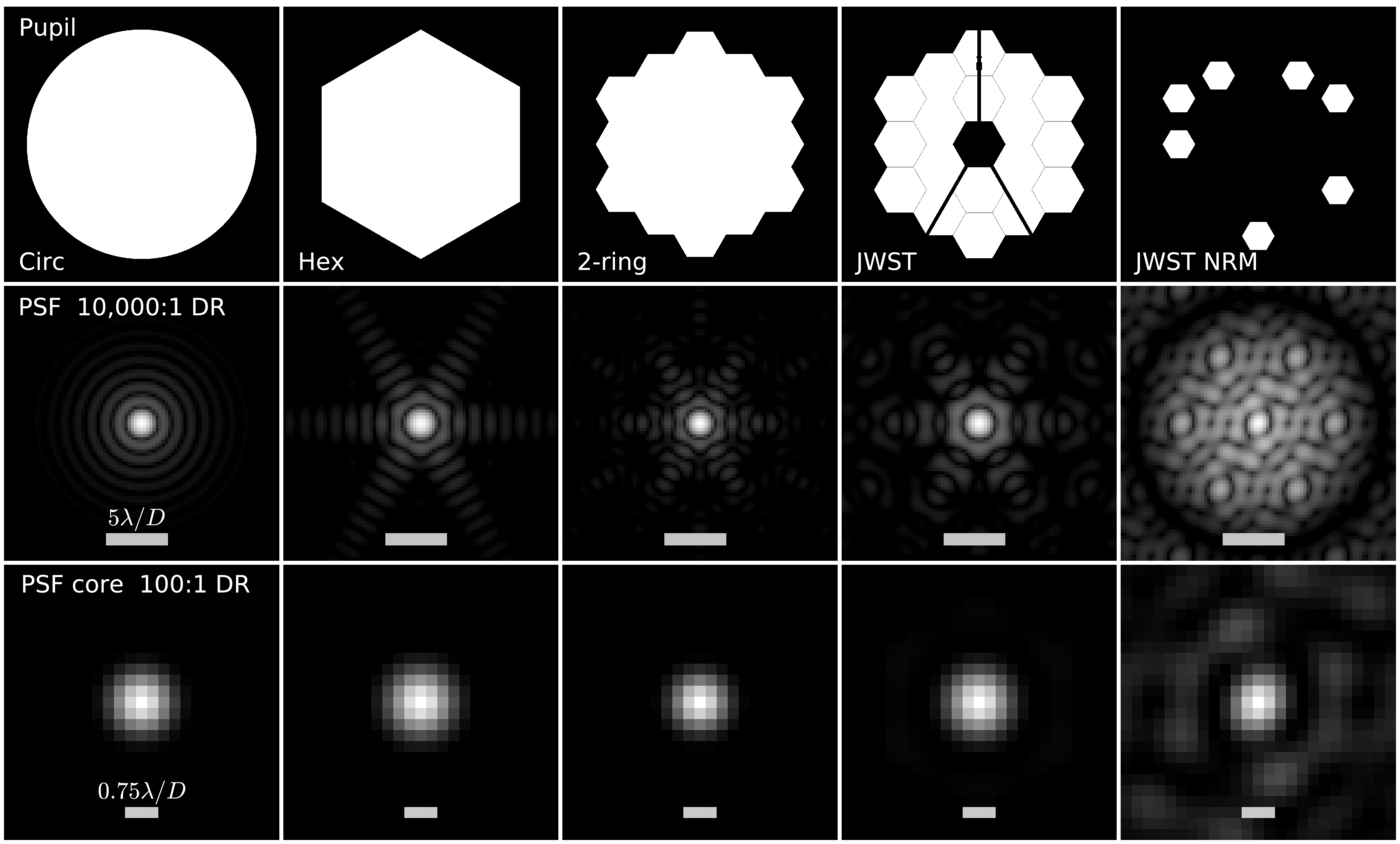 Pupil
Circ
Hex
2-ring
JWST
JWST NRM
PSF 10,000:1 DR
5λ/D
PSF core 100:1 DR
0.75λ/D